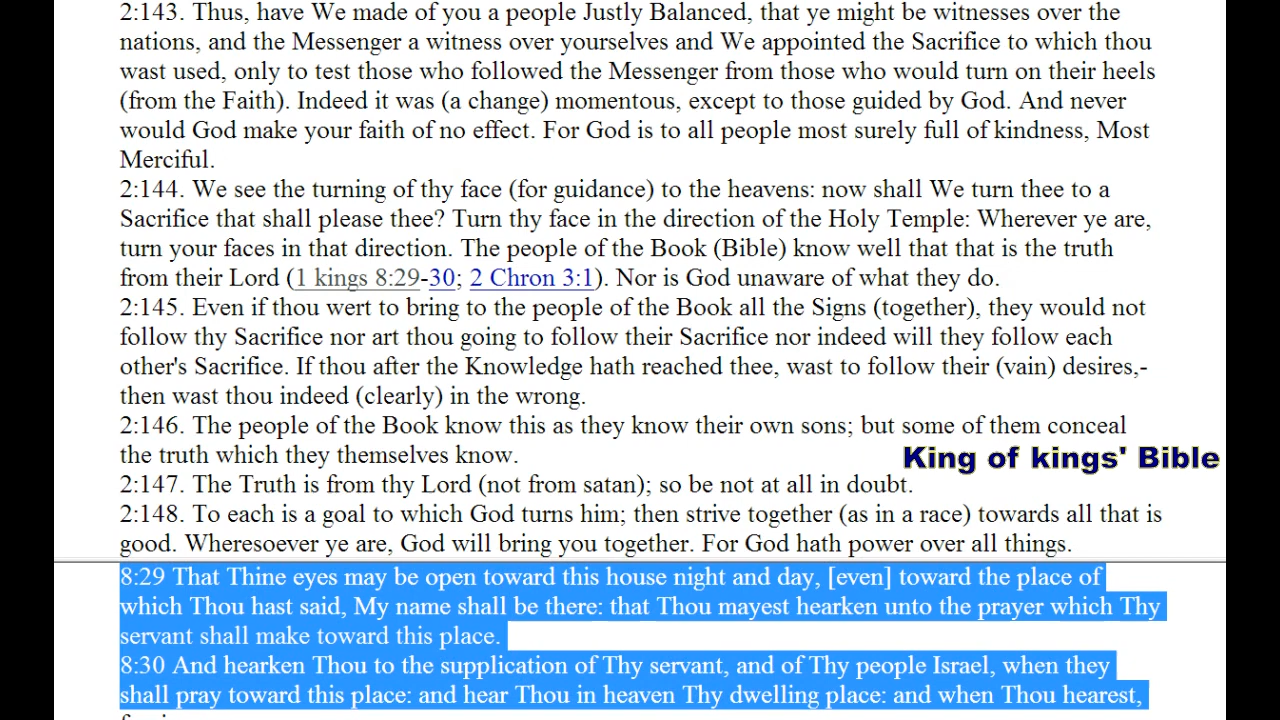 2:143. Thus, have We made of you a people Justly Balanced, that ye might be witnesses over the
nations, and the Messenger a witness over yourselves and We appointed the Sacrifice to which thou
wast used, only to test those who followed the Messenger from those who would turn on their heels
(from the Faith). Indeed it was (a change) momentous, except to those guided by God. And never
would God make your faith of no effect. For God is to all people most surely full of kindness, Most
Merciful.
2:144. We see the turning of thy face (for guidance) to the heavens: now shall We turn thee to a
Sacrifice that shall please thee? Turn thy face in the direction of the Holy Temple: Wherever ye are,
turn your faces in that direction. The people of the Book (Bible) know well that that is the truth
from their Lord (1 kings 8:29-30; 2 Chron 3:1). Nor is God unaware of what they do.
2:145. Even if thou wert to bring to the people of the Book all the Signs (together), they would not
follow thy Sacrifice nor art thou going to follow their Sacrifice nor indeed will they follow each
other's Sacrifice. If thou after the Knowledge hath reached thee, wast to follow their (vain) desires,-
then wast thou indeed (clearly) in the wrong.
2:146. The people of the Book know this as they know their own sons; but some of them conceal
the truth which they themselves know.
King of kings' Bible
2:147. The Truth is from thy Lord (not from satan); so be not at all in doubt.
2:148. To each is a goal to which God turns him; then strive together (as in a race) towards all that is
good. Wheresoever ye are, God will bring you together. For God hath power over all things.
8:29 That Thine eyes may be open toward this house night and day, [even] toward the place of
which Thou hast said, My name shall be there: that Thou mayest hearken unto the prayer which Thy
servant shall make toward this place.
8:30 And hearken Thou to the supplication of Thy servant, and of Thy people Israel, when they
shall pray toward this place: and hear Thou in heaven Thy dwelling place: and when Thou hearest,